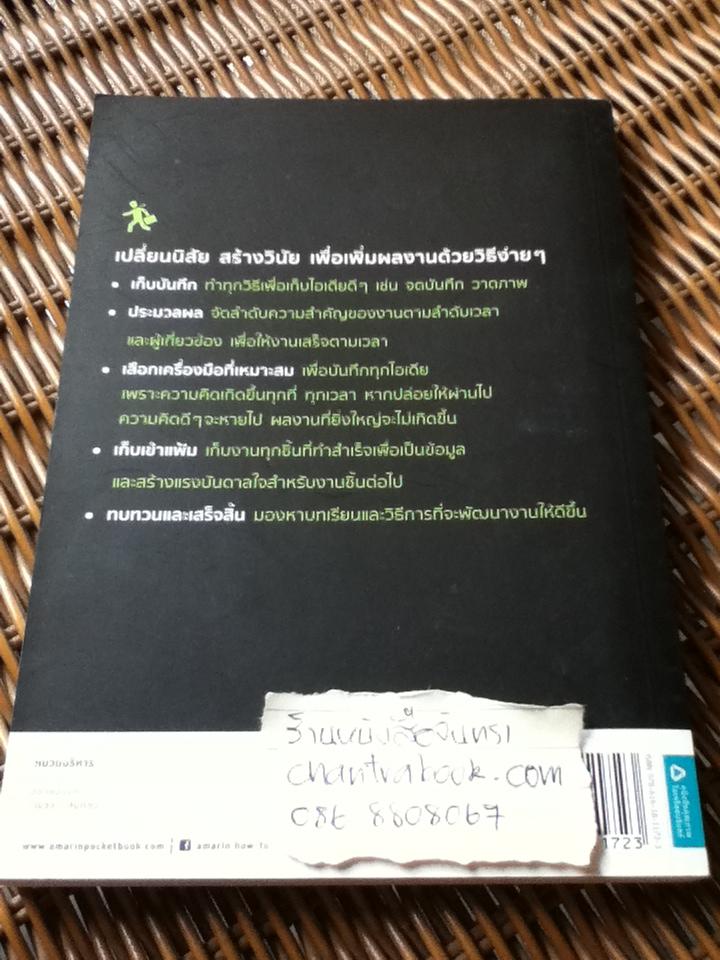 เปลี่ยนนิสัย สร้างวินัย เพื่อเพิ่มผลงานด้วยวิธีง่ายๆ
• เก็บบันทึก ทำทุกวิธีเพื่อเก็บไอเดียดีๆ เช่น จดบันทึก วาดภาพ
• ประมวลผล จัดลำดับความสำคัญของงานตามลำดับเวลา
และผู้เกี่ยวข้อง เพื่อให้งานเสร็จตามเวลา
• เลือกเครื่องมือที่เหมาะสม เพื่อบันทึกทุกไอเดีย
เพราะความคิดเกิดขึ้นทุกที่ ทุกเวลา หากปล่อยให้ผ่านไป
ความคิดดีๆ จะหายไป ผลงานที่ยิ่งใหญ่จะไม่เกิดขึ้น
• เก็บเข้าแฟ้ม เก็บงานทุกชิ้นที่ทำสำเร็จเพื่อเป็นข้อมูล
และสร้างแรงบันดาลใจสำหรับงานชิ้นต่อไป
• ทบทวนและเสร็จสิ้น มองหาบทเรียนและวิธีการที่จะพัฒนางานให้ดีขึ้น
หมวดบริหาร
ร้านหนังสือจันทรา
chantrabook.com
086 8808067
www.amarinpocketbook.com
amarin how to
1723